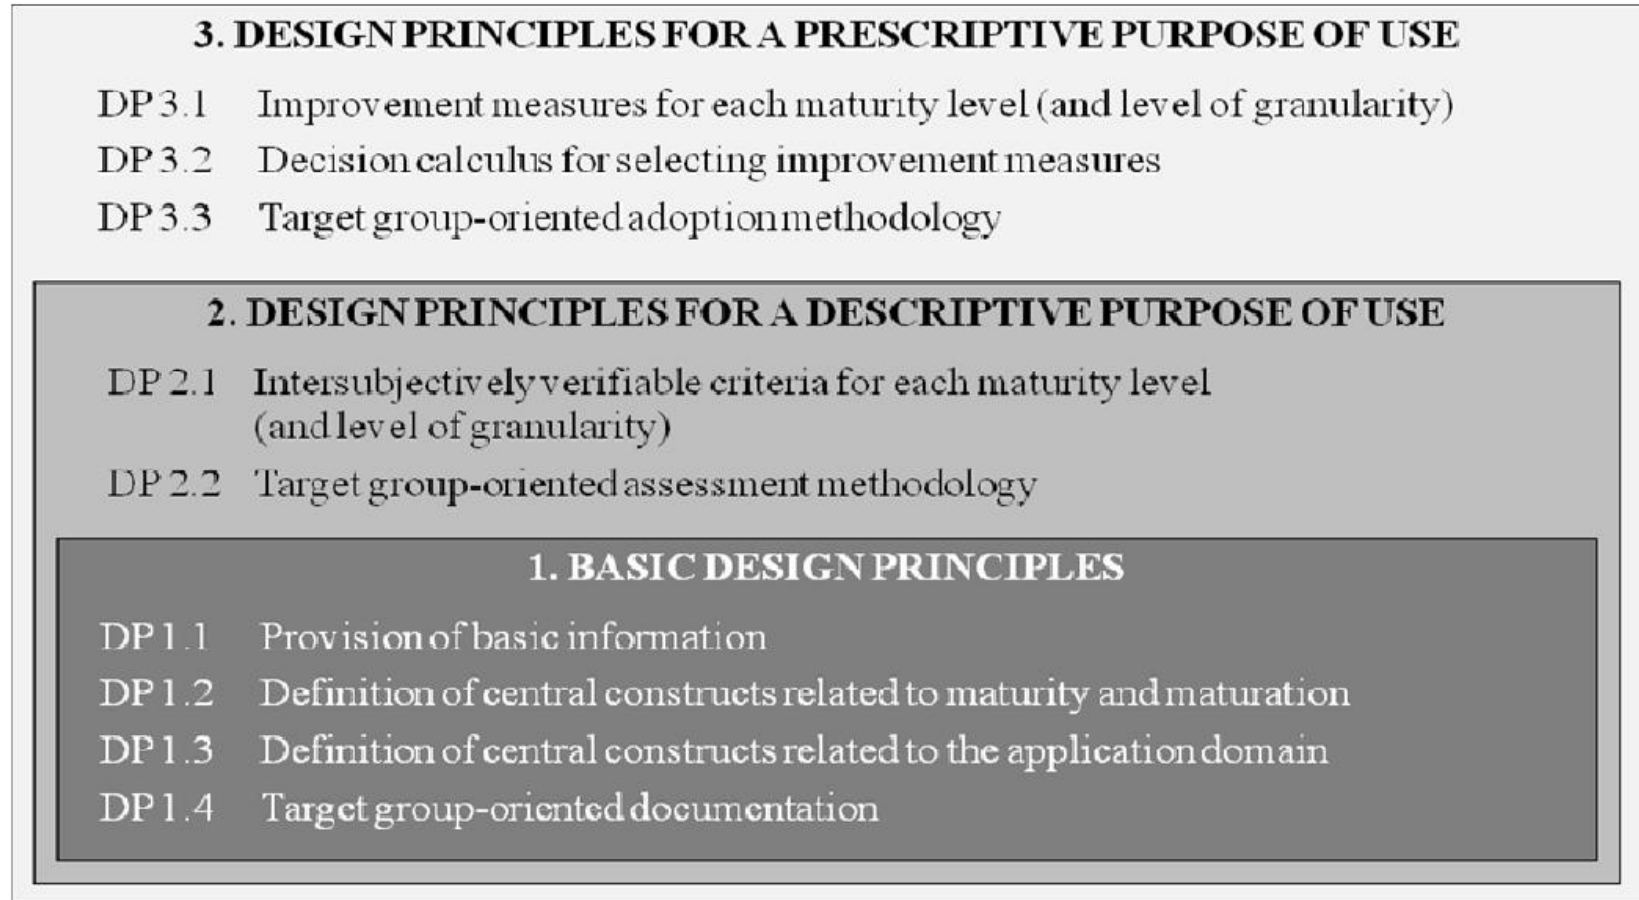 3. DESIGN PRINCIPLES FOR A PRESCRIPTIVE PURPOSE OF USE
DP 3.1 Improvement measures for each maturity level (and level of granularity)
DP 3.2 Decision calculus for selecting improvement measures
DP 3.3 Target group-oriented adoption methodology
2. DESIGN PRINCIPLES FOR A DESCRIPTIVE PURPOSE OF USE
DP 2.1 Intersubjectively verifiable criteria for each maturity level
(and level of granularity)
DP 2.2 Target group-oriented assessment methodology
1. BASIC DESIGN PRINCIPLES
DP 1.1 Provision of basic information
DP 1.2 Definition of central constructs related to maturity and maturation
DP 1.3 Definition of central constructs related to the application domain
DP 1.4 Target group-oriented documentation